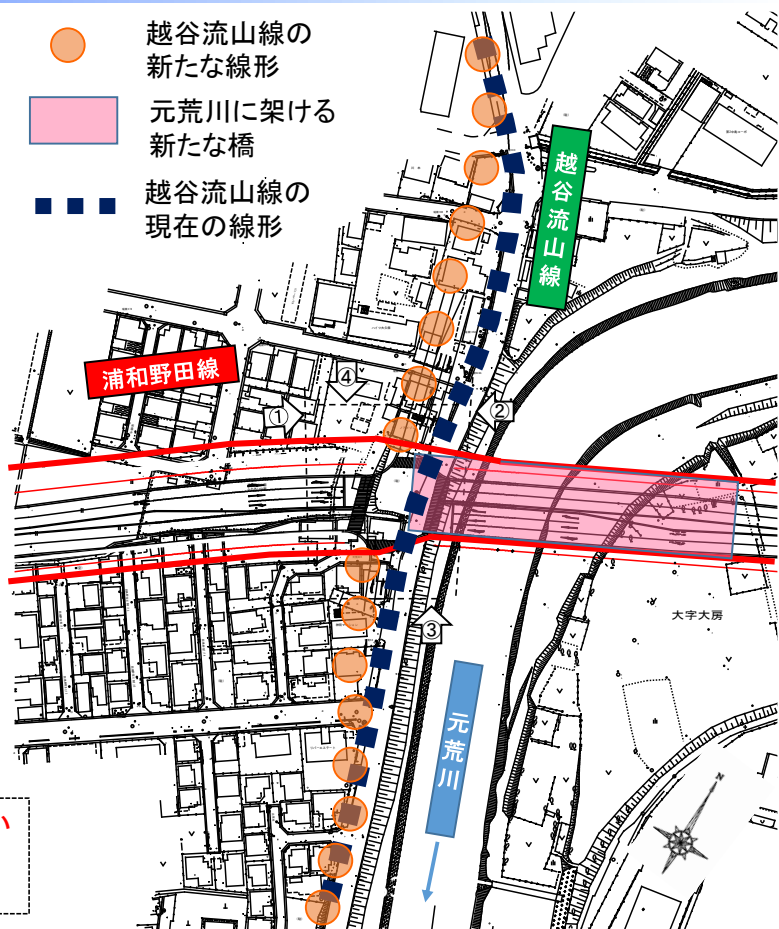 越谷流山線の
新たな線形
元荒川に架ける
新たな橋
越谷流山線の
現在の線形
越谷流山線
浦和野田線
④
①
②
③
大字大房
元荒川
N
い